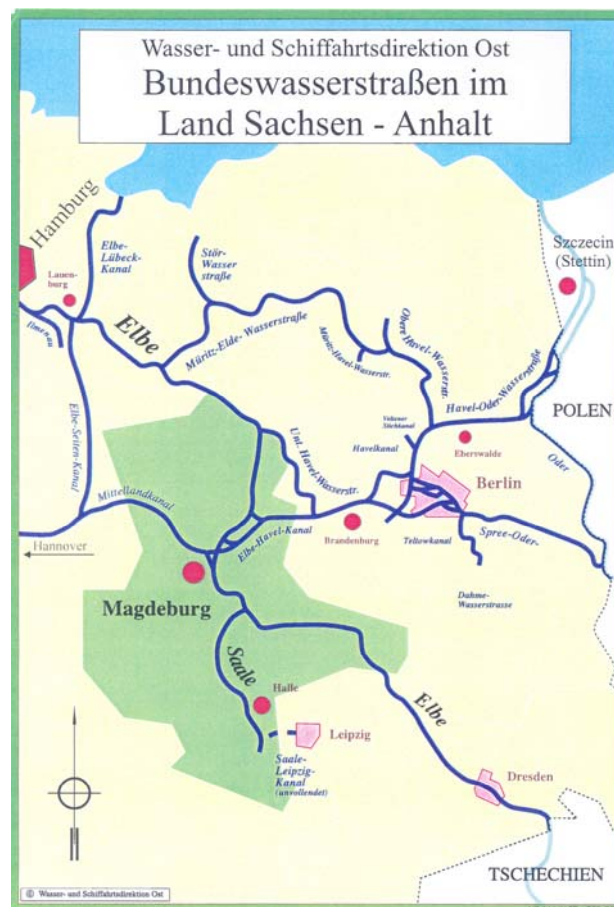 Wasser- und Schiffahrtsdirektion Ost
Bundeswasserstraßen im
Land Sachsen - Anhalt
Hamburg
Elbe-
Lübeck-
Kanal
Stör-
Wasser
straße
Szczecin
(Stettin)
Lauen-
burg
Ilmenau
Elbe
Müritz-Elde- Wasserstraße
Müritz-Havel-Wasserstr.
Obere Havel-Wasserstr.
Havel-Oder-Wasserstraße
POLEN
Elbe-Seiten-Kanal
Stichkanal
Eberswalde
Havelkanal
Unt. Havel-Wasserstr.
Oder
Berlin
Mittellandkanal
Hannover
Elbe-Havel-Kanal
Brandenburg
Teltowkanal
Spree-Oder-
Magdeburg
Dahme-
Wasserstrasse
Saale
Halle
Elbe
Leipzig
Saale-
Leipzig-
Kanal
(unvollendet)
Dresden
TSCHECHIEN
© Wasser- und Schiffahrtsdirektion Ost